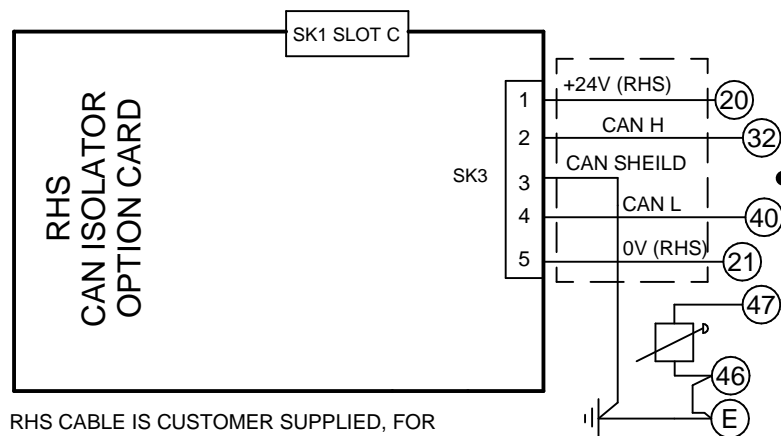 SK1 SLOT C
RHS
CAN ISOLATOR
OPTION CARD
SK3
1
+24V (RHS)
20
2
CAN H
32
3
CAN SHEILD
4
CAN L
40
5
0V (RHS)
21
47
46
E
RHS CABLE IS CUSTOMER SUPPLIED, FOR